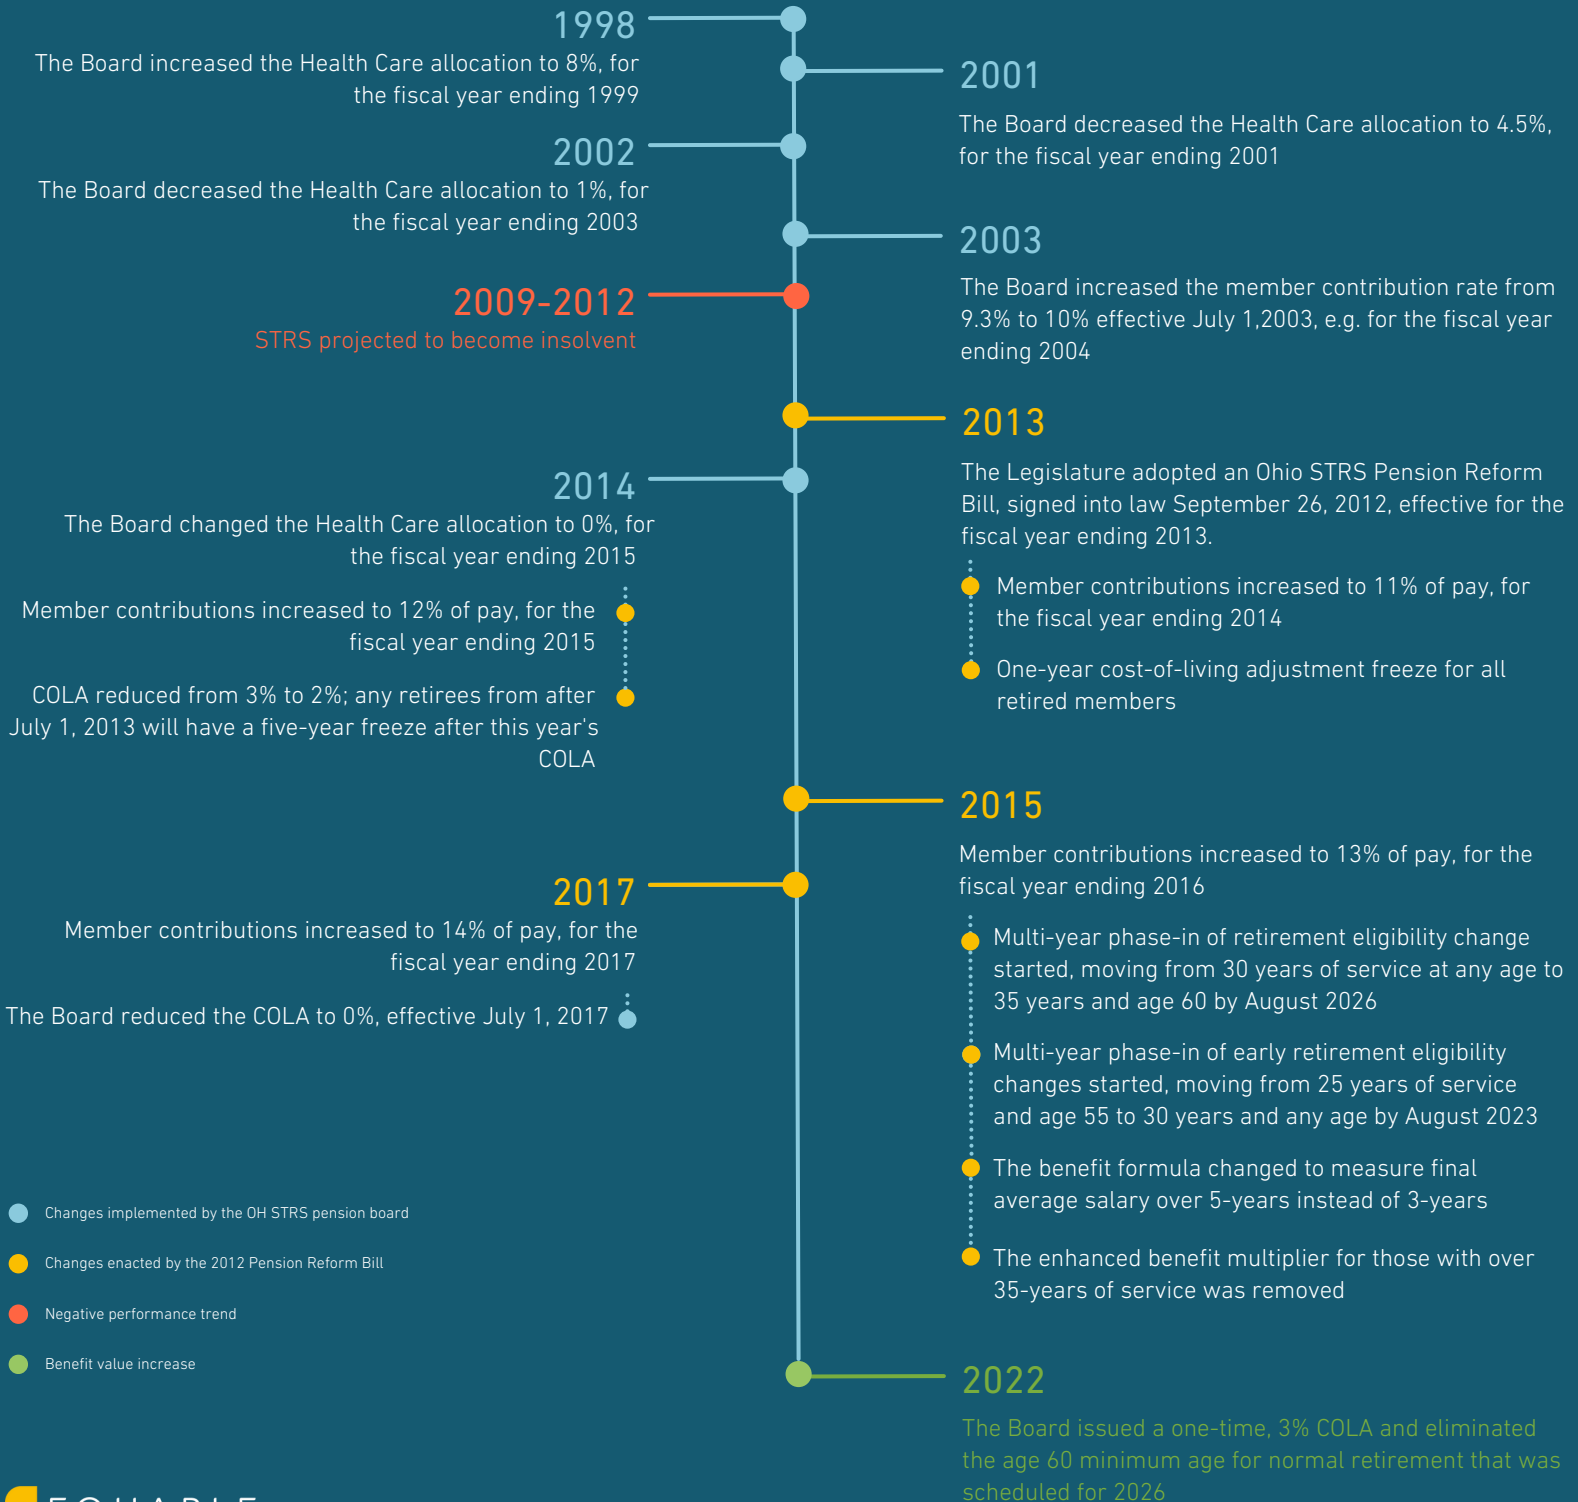 1998
The Board increased the Health Care allocation to 8%, for
the fiscal year ending 1999
2001
The Board decreased the Health Care allocation to 4.5%,
for the fiscal year ending 2001
2002
The Board decreased the Health Care allocation to 1%, for
the fiscal year ending 2003
2003
The Board increased the member contribution rate from
9.3% to 10% effective July 1,2003, e.g. for the fiscal year
ending 2004
2009-2012
STRS projected to become insolvent
2013
The Legislature adopted an Ohio STRS Pension Reform
Bill, signed into law September 26, 2012, effective for the
fiscal year ending 2013.
Member contributions increased to 11% of pay, for
the fiscal year ending 2014
One-year cost-of-living adjustment freeze for all
retired members
2014
The Board changed the Health Care allocation to 0%, for
the fiscal year ending 2015
Member contributions increased to 12% of pay, for the
fiscal year ending 2015
COLA reduced from 3% to 2%; any retirees from after
July 1, 2013 will have a five-year freeze after this year's
COLA
2015
Member contributions increased to 13% of pay, for the
fiscal year ending 2016
Multi-year phase-in of retirement eligibility change
started, moving from 30 years of service at any age to
35 years and age 60 by August 2026
Multi-year phase-in of early retirement eligibility
changes started, moving from 25 years of service
and age 55 to 30 years and any age by August 2023
The benefit formula changed to measure final
average salary over 5-years instead of 3-years
The enhanced benefit multiplier for those with over
35-years of service was removed
2017
Member contributions increased to 14% of pay, for the
fiscal year ending 2017
The Board reduced the COLA to 0%, effective July 1, 2017
Changes implemented by the OH STRS pension board
Changes enacted by the 2012 Pension Reform Bill
Negative performance trend
Benefit value increase
2022
The Board issued a one-time, 3% COLA and eliminated
the age 60 minimum age for normal retirement that was
scheduled for 2026
EQUABLE